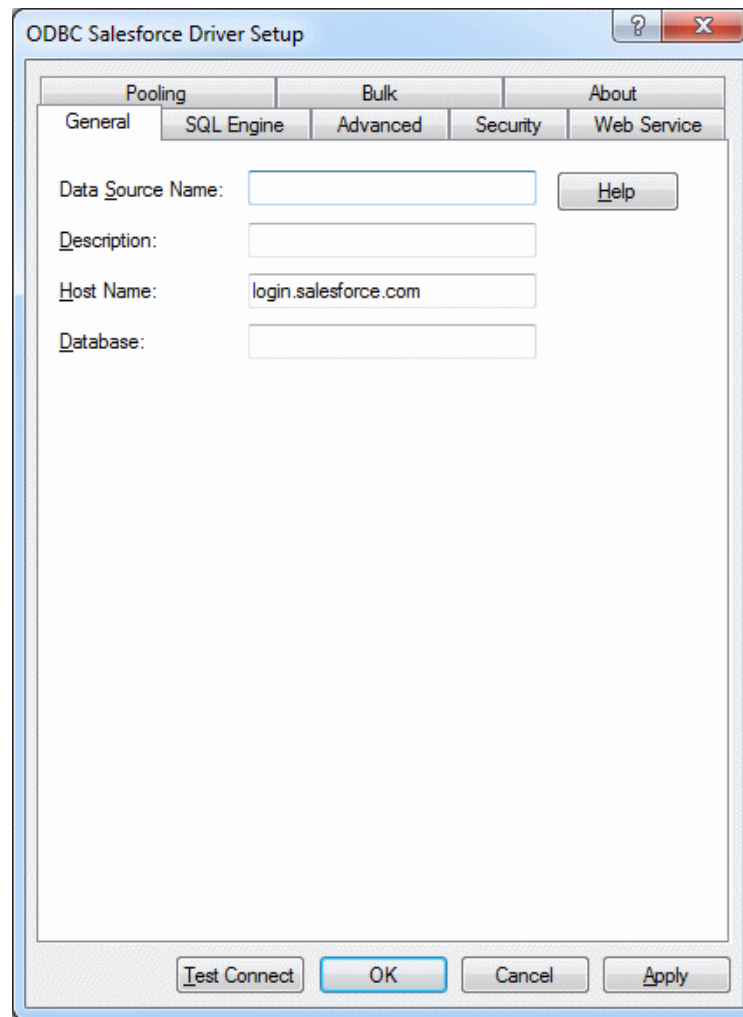 ODBC Salesforce Driver Setup
?
X
Pooling Bulk About
General SQL Engine Advanced Security Web Service
Data Source Name: Help
Description:
Host Name: login.salesforce.com
Database:
Test Connect OK Cancel Apply